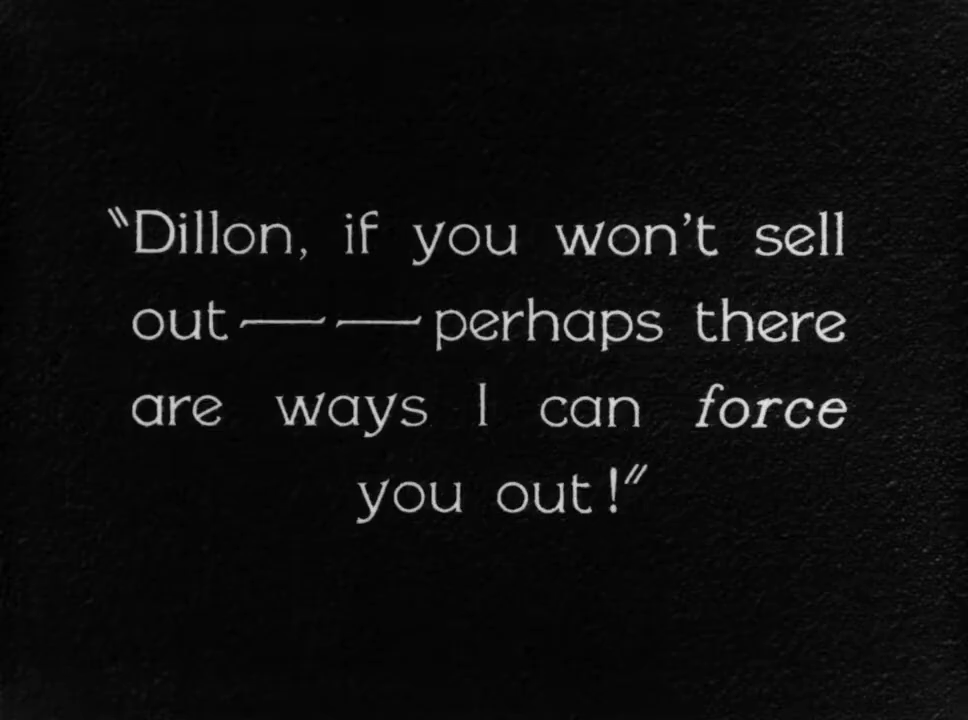 "Dillon, if you won't sell
out — — perhaps there
are ways I can force
you out!"